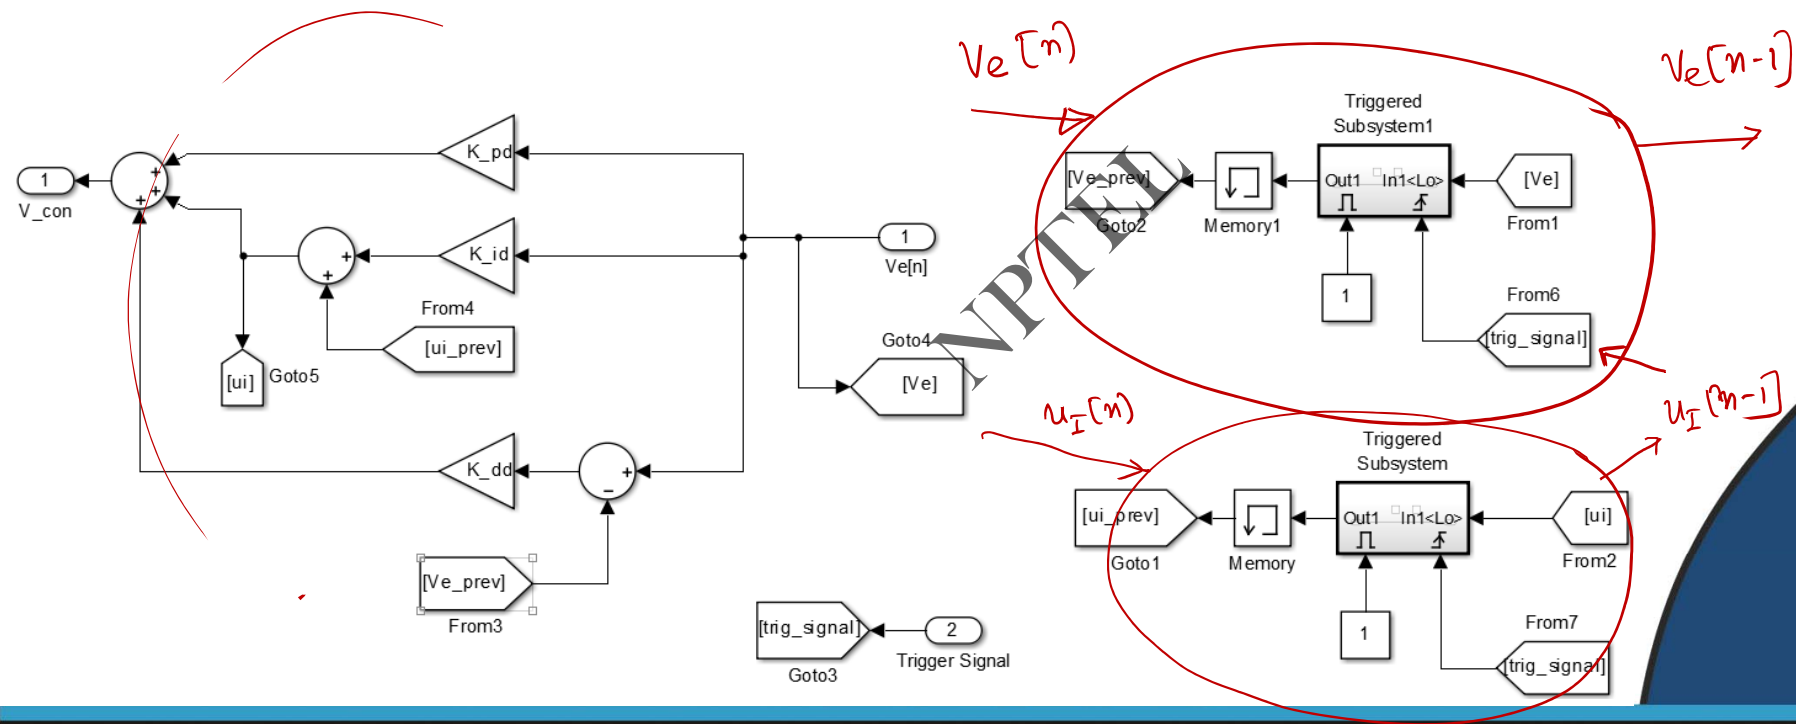 1
V_con
K_pd
+
+
+
K_id
+
+
From4
[ui_prev]
[ui]
Goto5
K_dd
+
−
[Ve_prev]
From3
1
Ve[n]
Goto4
[Ve]
[trig_signal]
Goto3
2
Trigger Signal
NPTEL
Ve[n]
Ve[n-1]
Triggered
Subsystem1
[Ve_prev]
Goto2
Memory1
Out1
In1<Lo>
[Ve]
From1
1
From6
[trig_signal]
uI[n]
uI[n-1]
Triggered
Subsystem
[ui_prev]
Goto1
Memory
Out1
In1<Lo>
[ui]
From2
1
From7
[trig_signal]